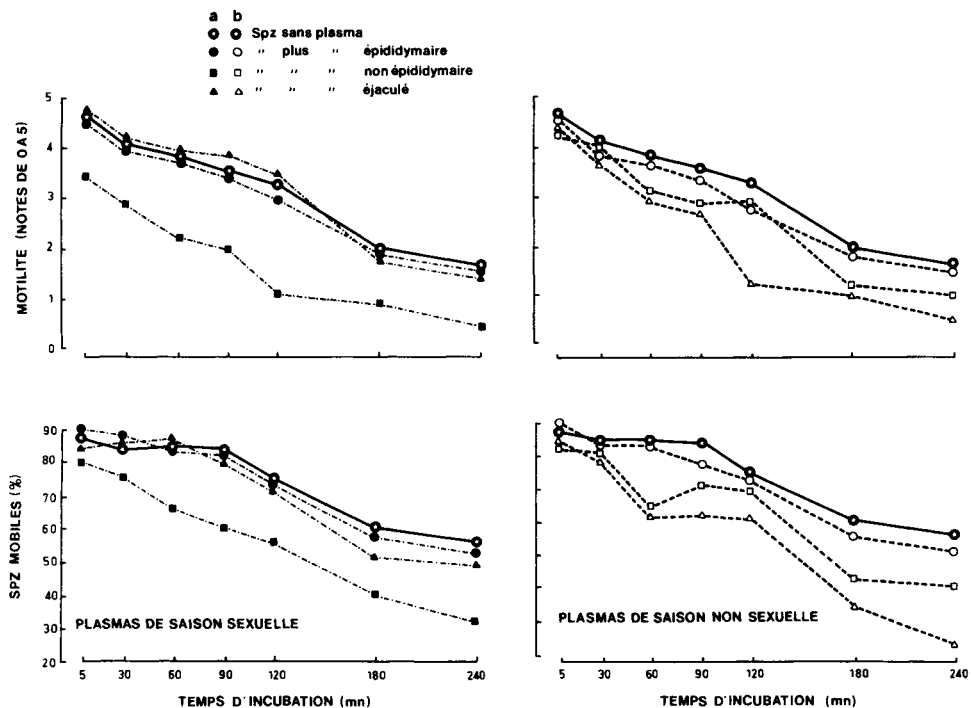 a b
Spz sans plasma
" plus " épididymaire
" " " non épididymaire
" " " éjaculé
MOTILITE (NOTES DE 0 A 5)
5
4
3
2
1
0
SPZ MOBILES (%)
90
80
70
60
50
40
30
20
PLASMAS DE SAISON SEXUELLE
5 30 60 90 120 180 240
TEMPS D'INCUBATION (mn)
PLASMAS DE SAISON NON SEXUELLE
5 30 60 90 120 180 240
TEMPS D'INCUBATION (mn)